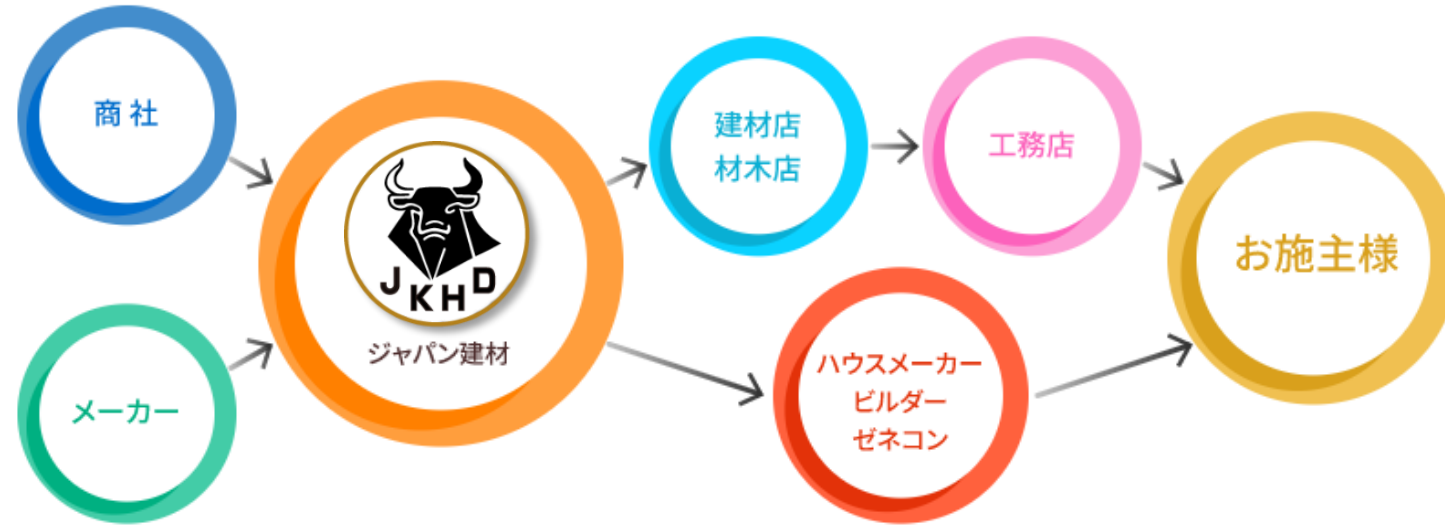 商社
メーカー
JKHD
ジャパン建材
建材店
材木店
工務店
ハウスメーカー
ビルダー
ゼネコン
お施主様